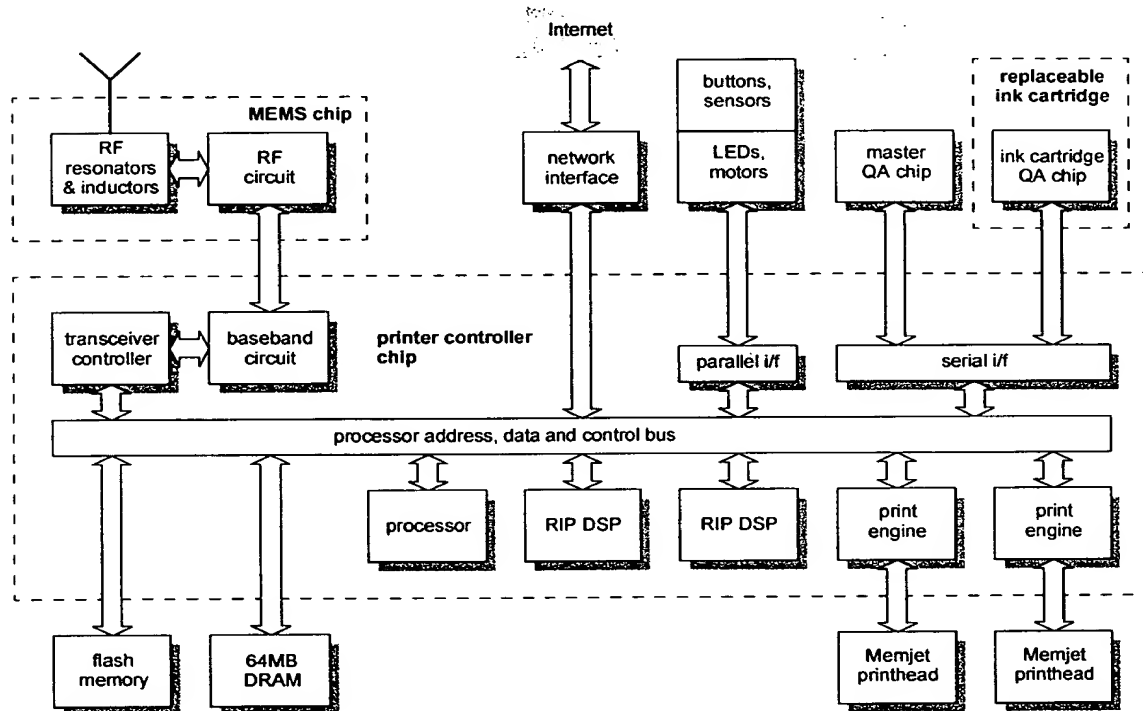 Internet
MEMS chip
RF
resonators
& inductors
RF
circuit
network
interface
buttons,
sensors
LEDs,
motors
master
QA chip
replaceable
ink cartridge
ink cartridge
QA chip
transceiver
controller
baseband
circuit
printer controller
chip
parallel i/f
serial i/f
processor address, data and control bus
processor
RIP DSP
RIP DSP
print
engine
print
engine
flash
memory
64MB
DRAM
Memjet
printhead
Memjet
printhead